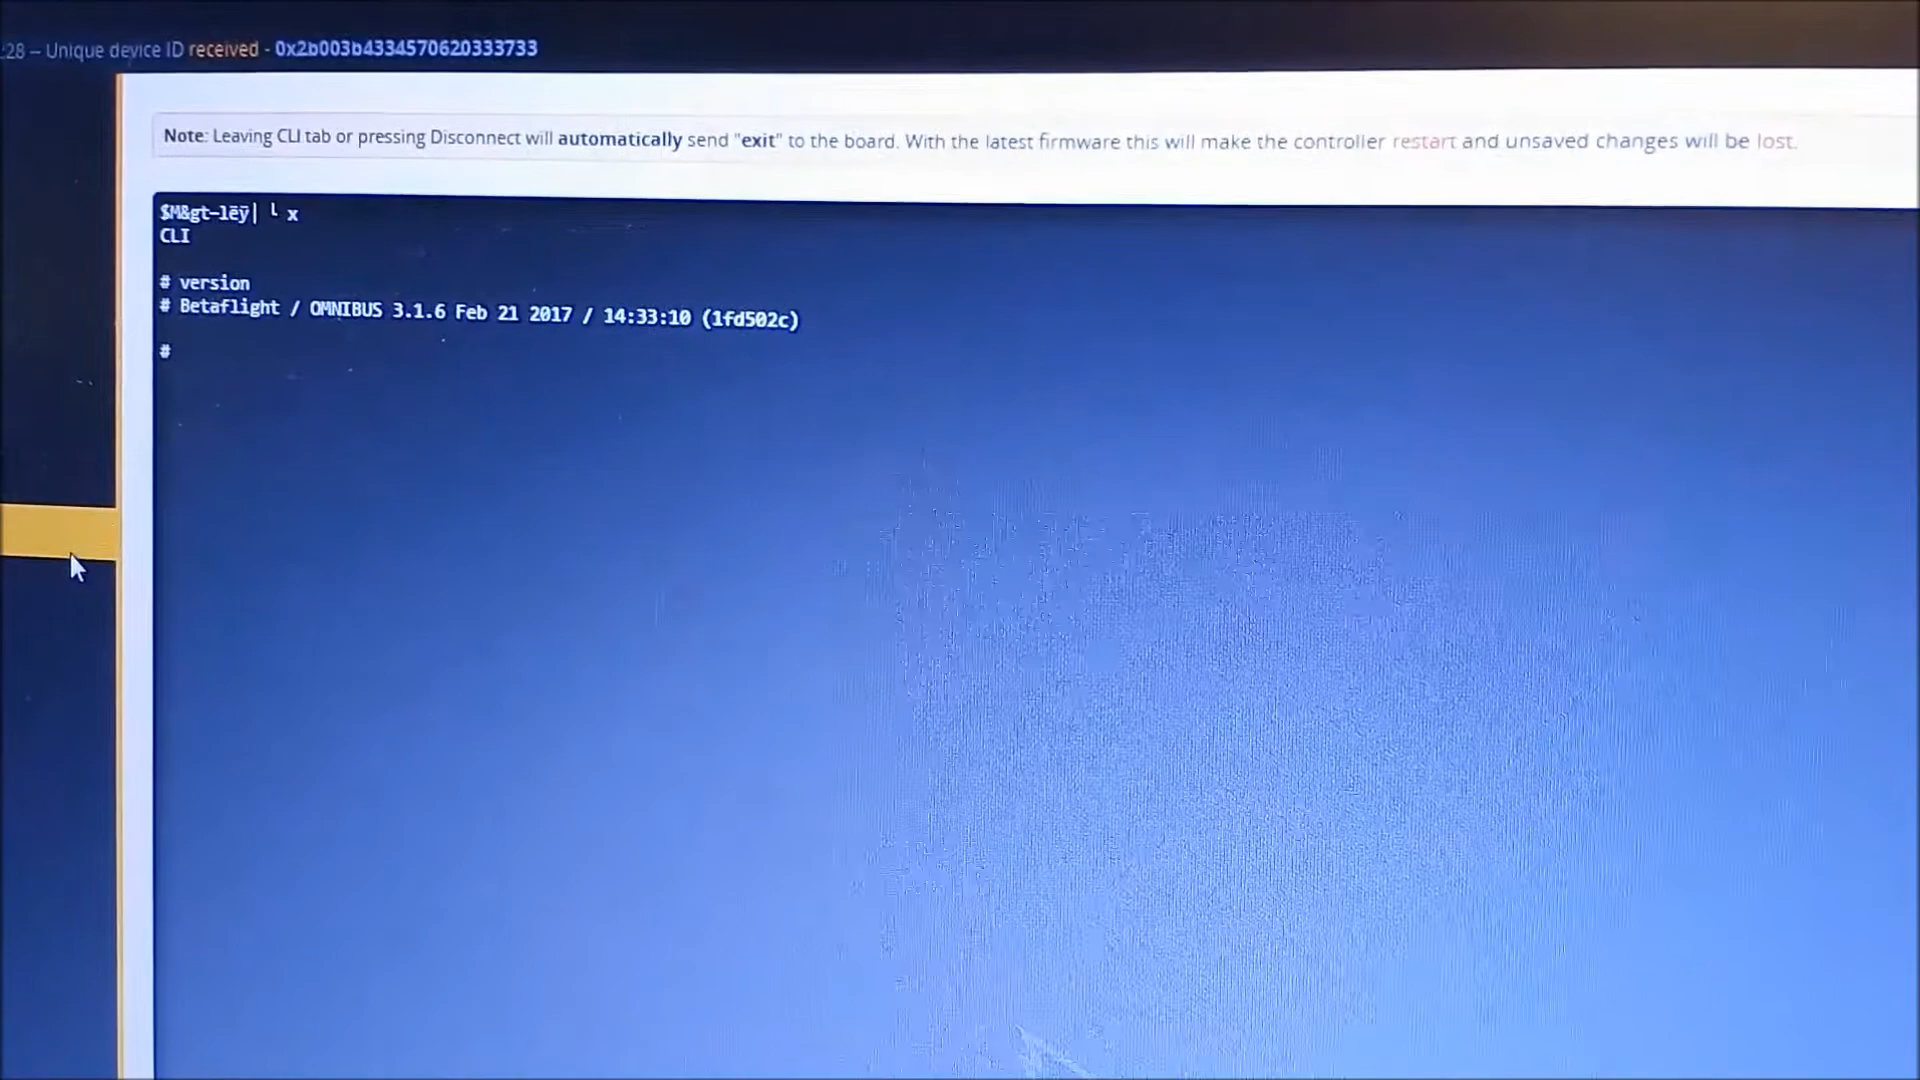 :28 – Unique device ID received - 0x2b003b4334570620333733
Note: Leaving CLI tab or pressing Disconnect will automatically send "exit" to the board. With the latest firmware this will make the controller restart and unsaved changes will be lost.
$M&gt—lēȳ| ╰ x
CLI
# version
# Betaflight / OMNIBUS 3.1.6 Feb 21 2017 / 14:33:10 (1fd502c)
#